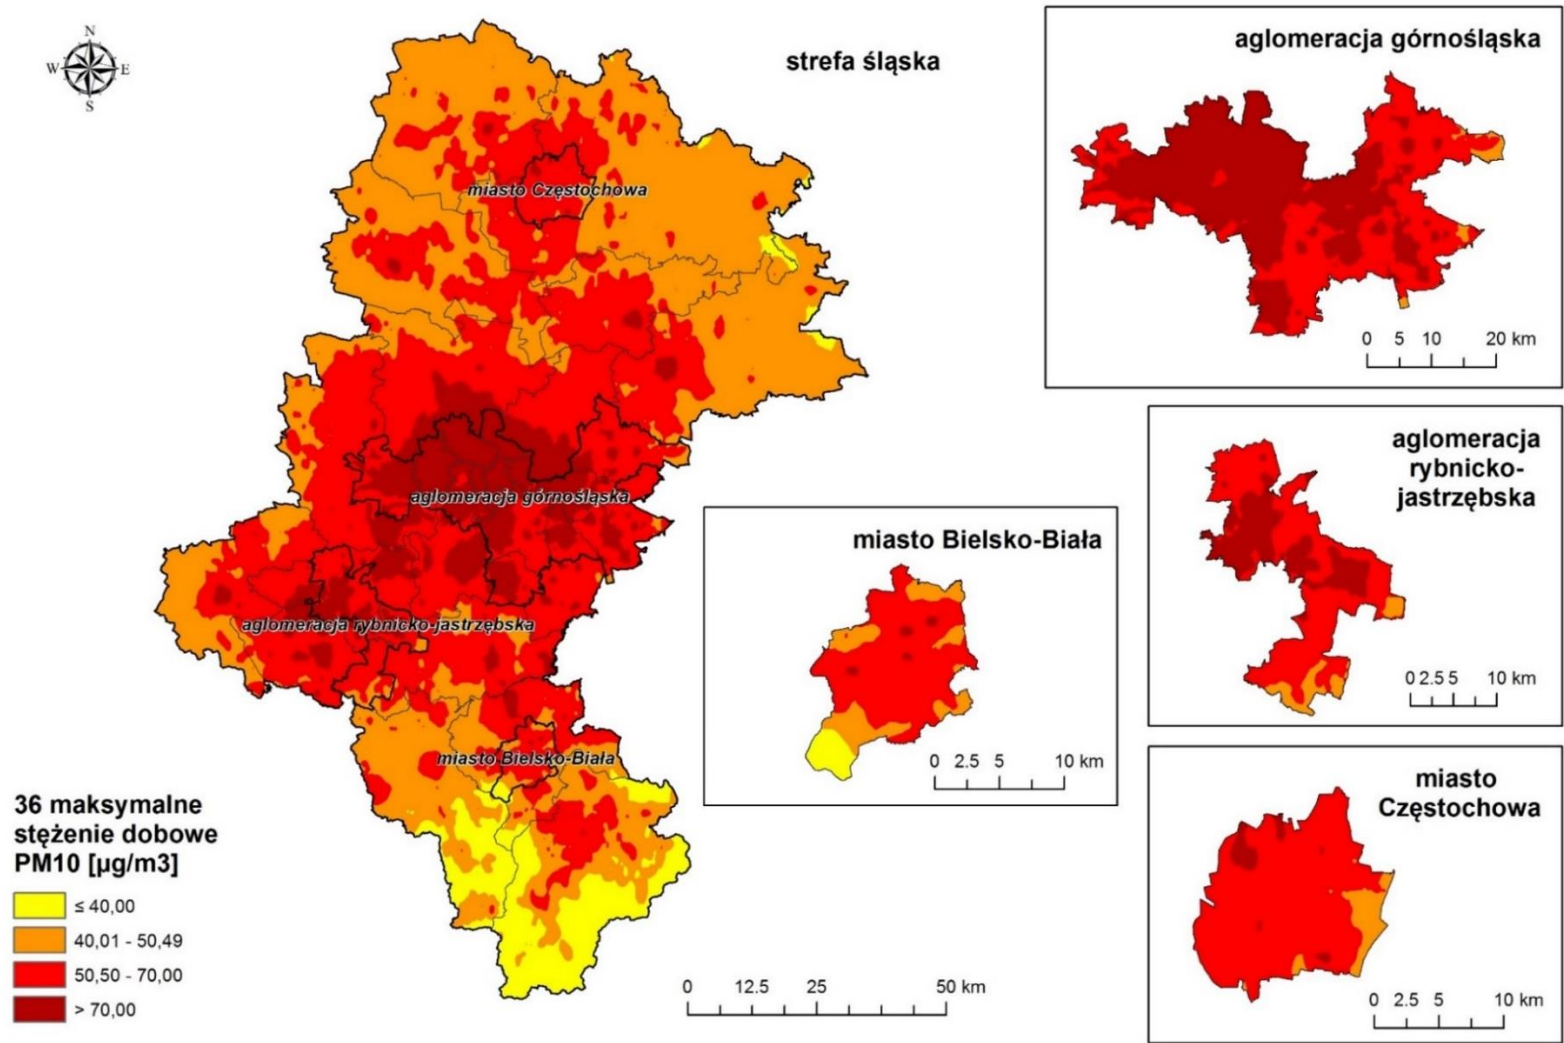 N
W E
S
strefa śląska
miasto Częstochowa
aglomeracja górnośląska
aglomeracja rybnicko-jastrzębska
miasto Bielsko-Biała
36 maksymalne
stężenie dobowe
PM10 [µg/m3]
≤ 40,00
40,01 - 50,49
50,50 - 70,00
> 70,00
0 12.5 25 50 km
aglomeracja górnośląska
0 5 10 20 km
aglomeracja
rybnicko-
jastrzębska
0 2.5 5 10 km
miasto Bielsko-Biała
0 2.5 5 10 km
miasto
Częstochowa
0 2.5 5 10 km